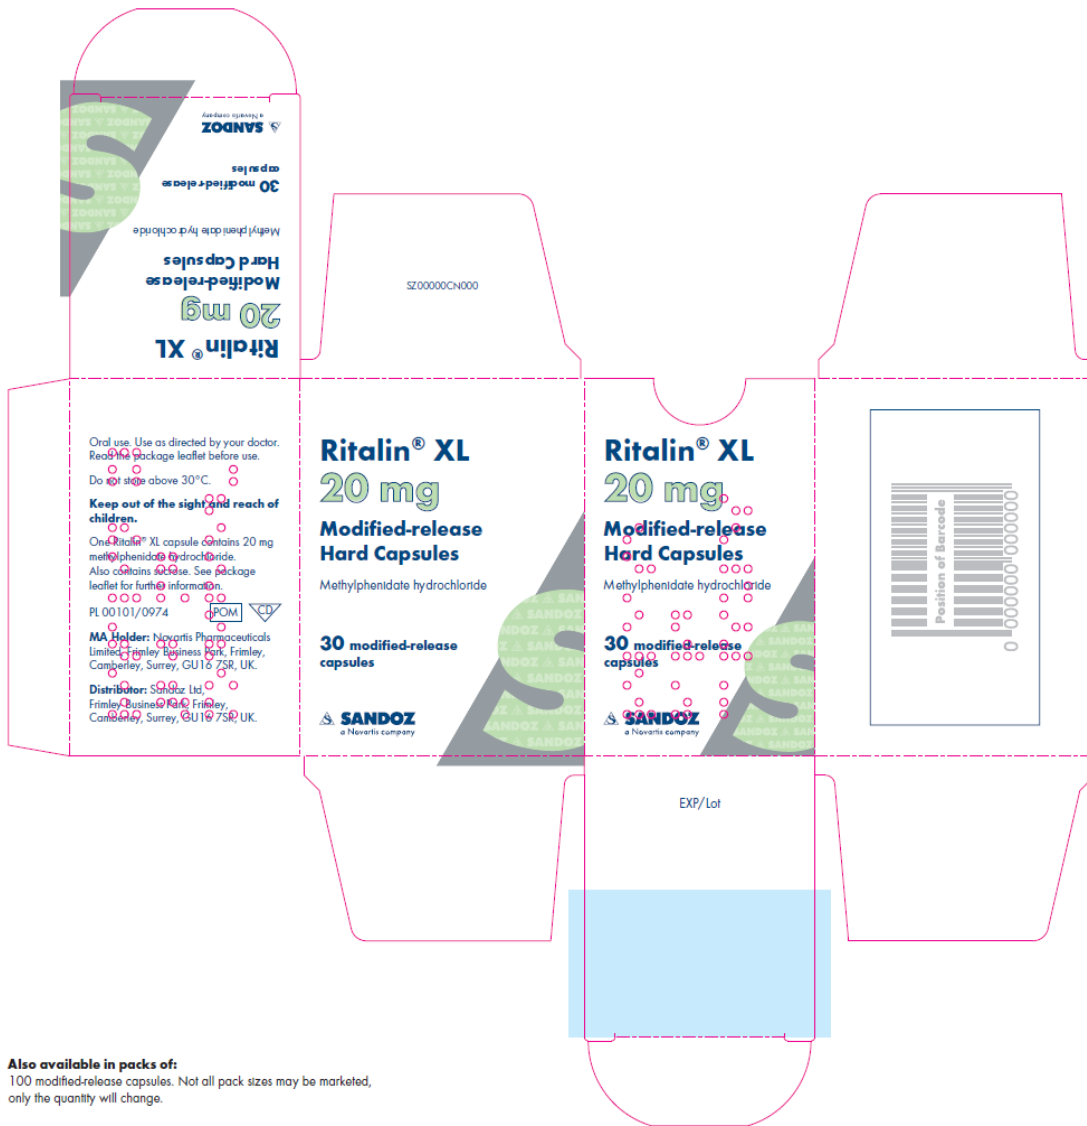 SANDOZ
a Novartis company
30 modified-release
capsules
Methylphenidate hydrochloride
Modified-release
Hard Capsules
20 mg
Ritalin® XL
SZ00000CN000
Oral use. Use as directed by your doctor.
Read the package leaflet before use.
Do not store above 30°C.
Keep out of the sight and reach of
children.
One Ritalin® XL capsule contains 20 mg
methylphenidate hydrochloride.
Also contains sucrose. See package
leaflet for further information.
PL 00101/0974 POM CD
MA Holder: Novartis Pharmaceuticals
Limited, Frimley Business Park, Frimley,
Camberley, Surrey, GU16 7SR, UK.
Distributor: Sandoz Ltd,
Frimley Business Park, Frimley,
Camberley, Surrey, GU16 7SR, UK.
Ritalin® XL
20 mg
Modified-release
Hard Capsules
Methylphenidate hydrochloride
30 modified-release
capsules
SANDOZ
a Novartis company
Ritalin® XL
20 mg
Modified-release
Hard Capsules
Methylphenidate hydrochloride
30 modified-release
capsules
SANDOZ
a Novartis company
Position of Barcode
0 000000 000000
EXP/Lot
Also available in packs of:
100 modified-release capsules. Not all pack sizes may be marketed,
only the quantity will change.